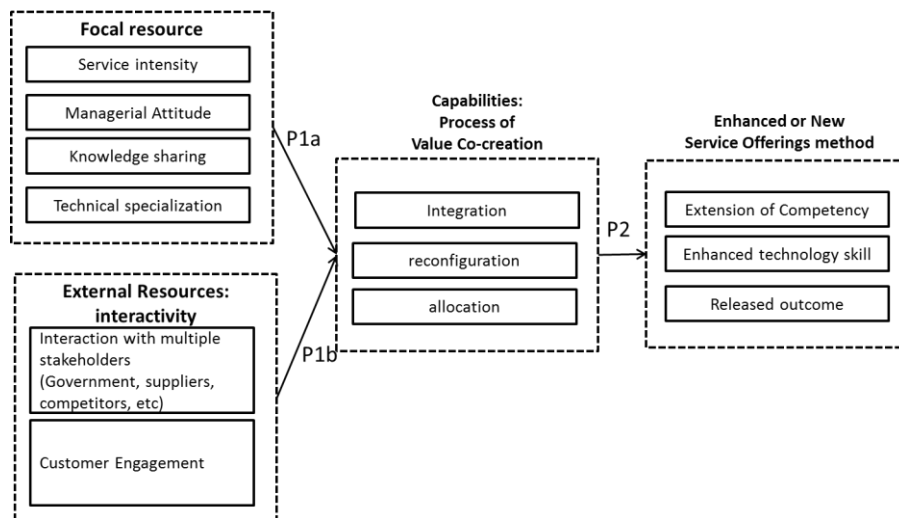 Focal resource
Service intensity
Managerial Attitude
Knowledge sharing
Technical specialization
P1a
External Resources:
interactivity
Interaction with multiple
stakeholders
(Government, suppliers,
competitors, etc)
Customer Engagement
P1b
Capabilities:
Process of
Value Co-creation
Integration
reconfiguration
allocation
P2
Enhanced or New
Service Offerings method
Extension of Competency
Enhanced technology skill
Released outcome